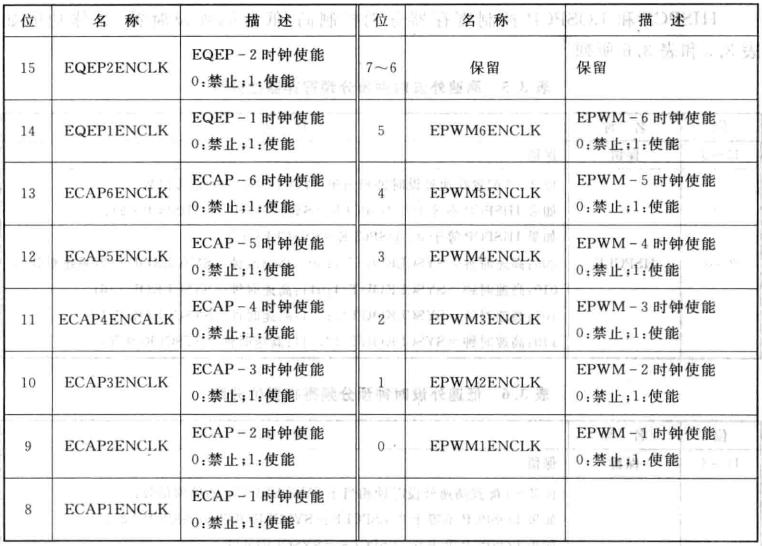 位 名 称 描 述 位 名 称 描 述
15 EQEP2ENCLK EQEP-2 时钟使能 7～6 保留 保留
0:禁止;1:使能
14 EQEP1ENCLK EQEP-1 时钟使能 5 EPWM6ENCLK EPWM-6 时钟使能
0:禁止;1:使能 0:禁止;1:使能
13 ECAP6ENCLK ECAP-6 时钟使能 4 EPWM5ENCLK EPWM-5 时钟使能
0:禁止;1:使能 0:禁止;1:使能
12 ECAP5ENCLK ECAP-5 时钟使能 3 EPWM4ENCLK EPWM-4 时钟使能
0:禁止;1:使能 0:禁止;1:使能
11 ECAP4ENCALK ECAP-4 时钟使能 2 EPWM3ENCLK EPWM-3 时钟使能
0:禁止;1:使能 0:禁止;1:使能
10 ECAP3ENCLK ECAP-3 时钟使能 1 EPWM2ENCLK EPWM-2 时钟使能
0:禁止;1:使能 0:禁止;1:使能
9 ECAP2ENCLK ECAP-2 时钟使能 0 EPWM1ENCLK EPWM-1 时钟使能
0:禁止;1:使能 0:禁止;1:使能
8 ECAP1ENCLK ECAP-1 时钟使能
0:禁止;1:使能